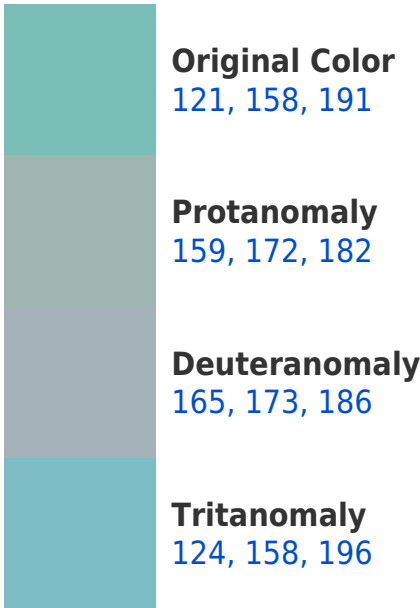 Original Color
121, 158, 191
Protanomaly
159, 172, 182
Deuteranomaly
165, 173, 186
Tritanomaly
124, 158, 196